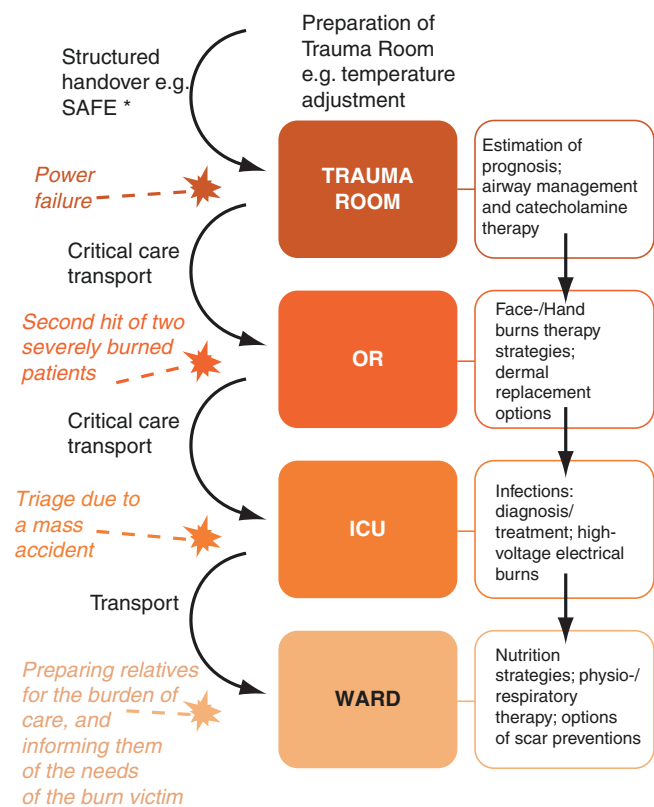 Preparation of
Trauma Room
e.g. temperature
adjustment
Structured
handover e.g.
SAFE *
TRAUMA
ROOM
Estimation of
prognosis;
airway management
and catecholamine
therapy
Power
failure
Critical care
transport
Second hit of two
severely burned
patients
OR
Face-/Hand
burns therapy
strategies;
dermal
replacement
options
Critical care
transport
Triage due to
a mass
accident
ICU
Infections:
diagnosis/
treatment; high-
voltage electrical
burns
Transport
Preparing relatives
for the burden of
care, and
informing them
of the needs
of the burn victim
WARD
Nutrition
strategies; physio-/
respiratory
therapy; options
of scar preventions